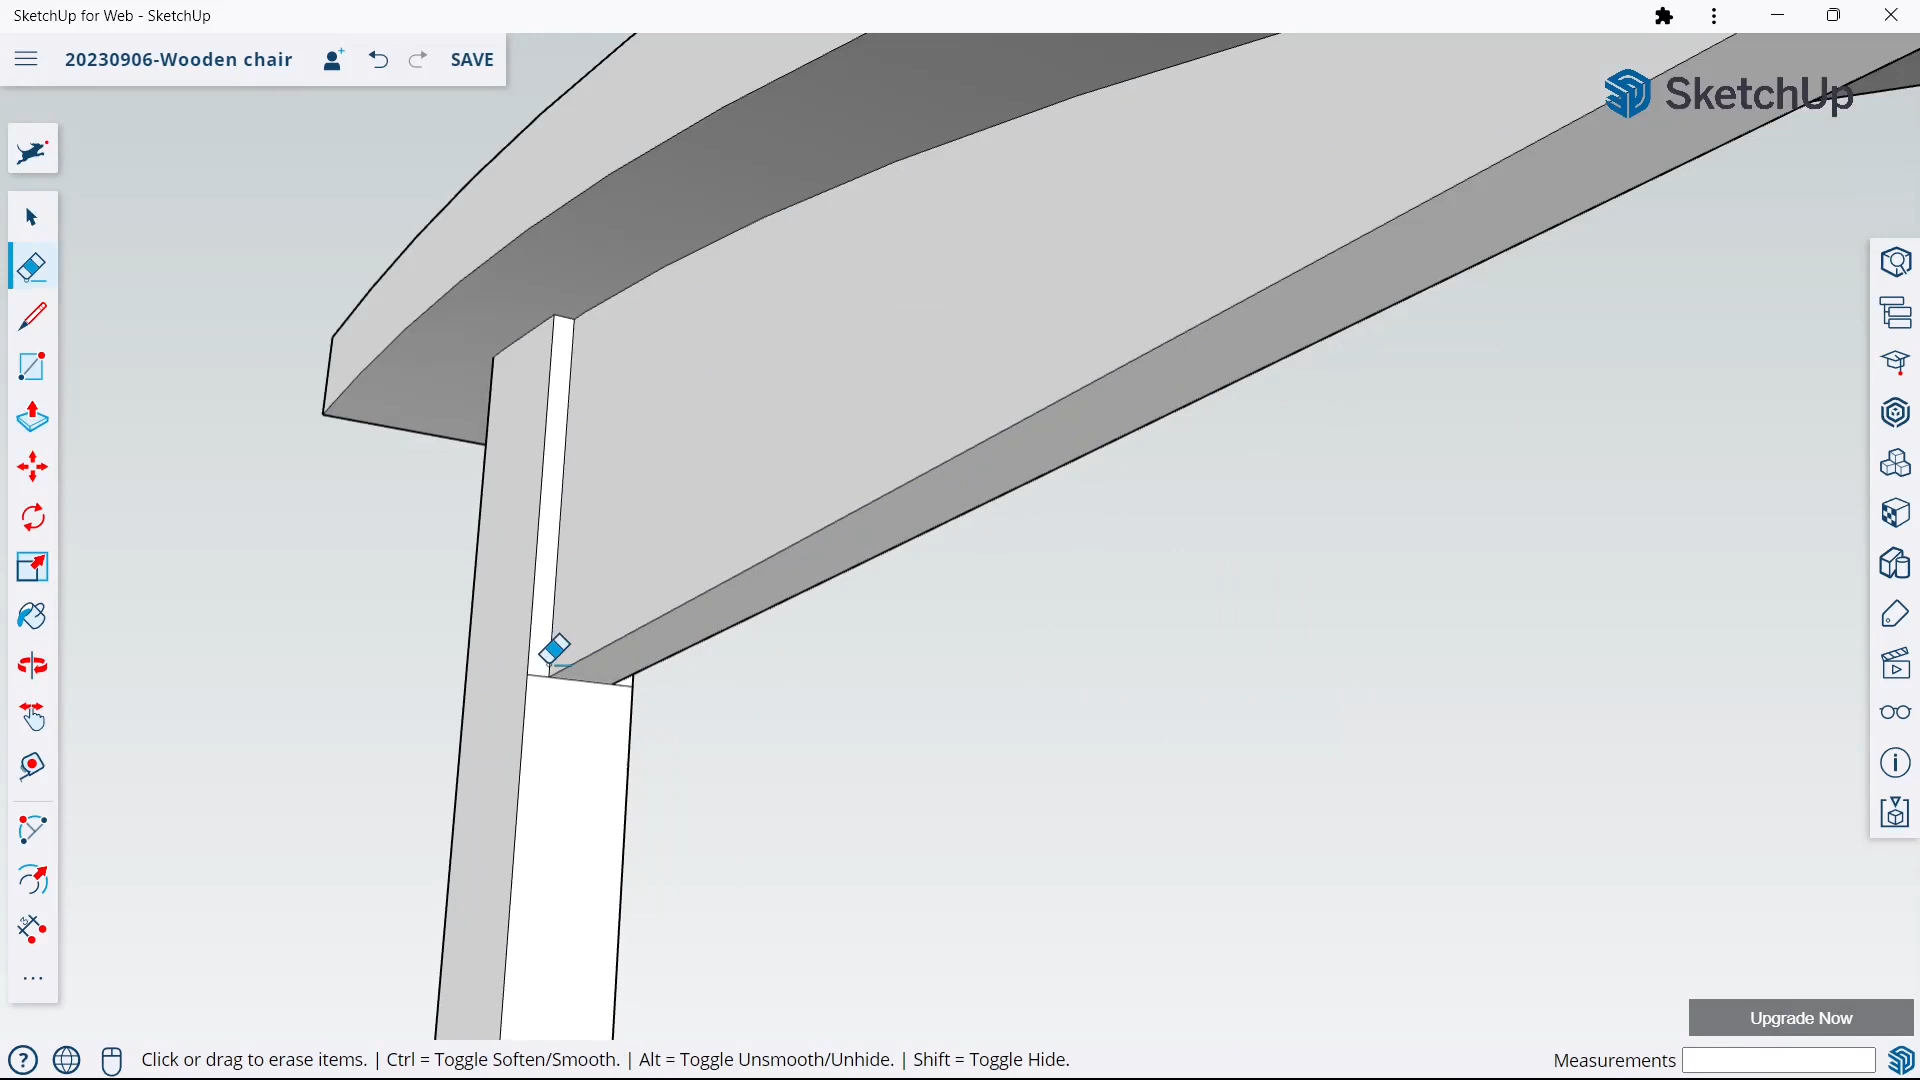 SketchUp for Web - SketchUp
20230906-Wooden chair
SAVE
SketchUp
Upgrade Now
Click or drag to erase items. | Ctrl = Toggle Soften/Smooth. | Alt = Toggle Unsmooth/Unhide. | Shift = Toggle Hide.
Measurements